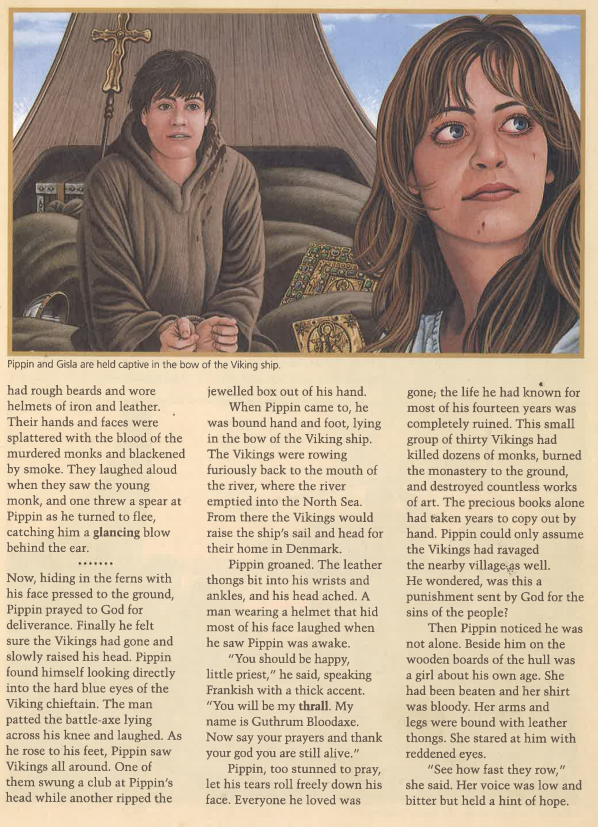 Pippin and Gisla are held captive in the bow of the Viking ship.
had rough beards and wore
helmets of iron and leather.
Their hands and faces were
splattered with the blood of the
murdered monks and blackened
by smoke. They laughed aloud
when they saw the young
monk, and one threw a spear at
Pippin as he turned to flee,
catching him a glancing blow
behind the ear.
.......
Now, hiding in the ferns with
his face pressed to the ground,
Pippin prayed to God for
deliverance. Finally he felt
sure the Vikings had gone and
slowly raised his head. Pippin
found himself looking directly
into the hard blue eyes of the
Viking chieftain. The man
patted the battle-axe lying
across his knee and laughed. As
he rose to his feet, Pippin saw
Vikings all around. One of
them swung a club at Pippin's
head while another ripped the
jewelled box out of his hand.
When Pippin came to, he
was bound hand and foot, lying
in the bow of the Viking ship.
The Vikings were rowing
furiously back to the mouth of
the river, where the river
emptied into the North Sea.
From there the Vikings would
raise the ship's sail and head for
their home in Denmark.
Pippin groaned. The leather
thongs bit into his wrists and
ankles, and his head ached. A
man wearing a helmet that hid
most of his face laughed when
he saw Pippin was awake.
"You should be happy,
little priest," he said, speaking
Frankish with a thick accent.
"You will be my thrall. My
name is Guthrum Bloodaxe.
Now say your prayers and thank
your god you are still alive."
Pippin, too stunned to pray,
let his tears roll freely down his
face. Everyone he loved was
gone; the life he had known for
most of his fourteen years was
completely ruined. This small
group of thirty Vikings had
killed dozens of monks, burned
the monastery to the ground,
and destroyed countless works
of art. The precious books alone
had taken years to copy out by
hand. Pippin could only assume
the Vikings had ravaged
the nearby village as well.
He wondered, was this a
punishment sent by God for the
sins of the people?
Then Pippin noticed he was
not alone. Beside him on the
wooden boards of the hull was
a girl about his own age. She
had been beaten and her shirt
was bloody. Her arms and
legs were bound with leather
thongs. She stared at him with
reddened eyes.
"See how fast they row,"
she said. Her voice was low and
bitter but held a hint of hope.